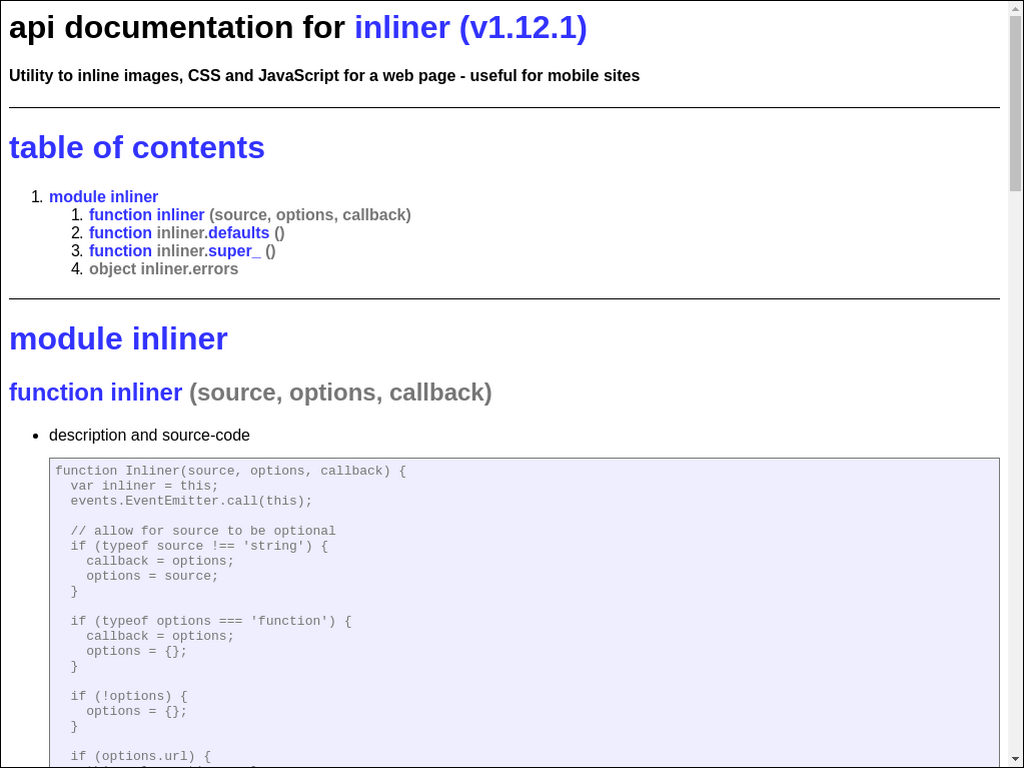 api documentation for inliner (v1.12.1)
Utility to inline images, CSS and JavaScript for a web page - useful for mobile sites
table of contents
1. module inliner
1. function inliner (source, options, callback)
2. function inliner.defaults ()
3. function inliner.super_ ()
4. object inliner.errors
module inliner
function inliner (source, options, callback)
• description and source-code
function Inliner(source, options, callback) {
  var inliner = this;
  events.EventEmitter.call(this);

  // allow for source to be optional
  if (typeof source !== 'string') {
    callback = options;
    options = source;
  }

  if (typeof options === 'function') {
    callback = options;
    options = {};
  }

  if (!options) {
    options = {};
  }

  if (options.url) {